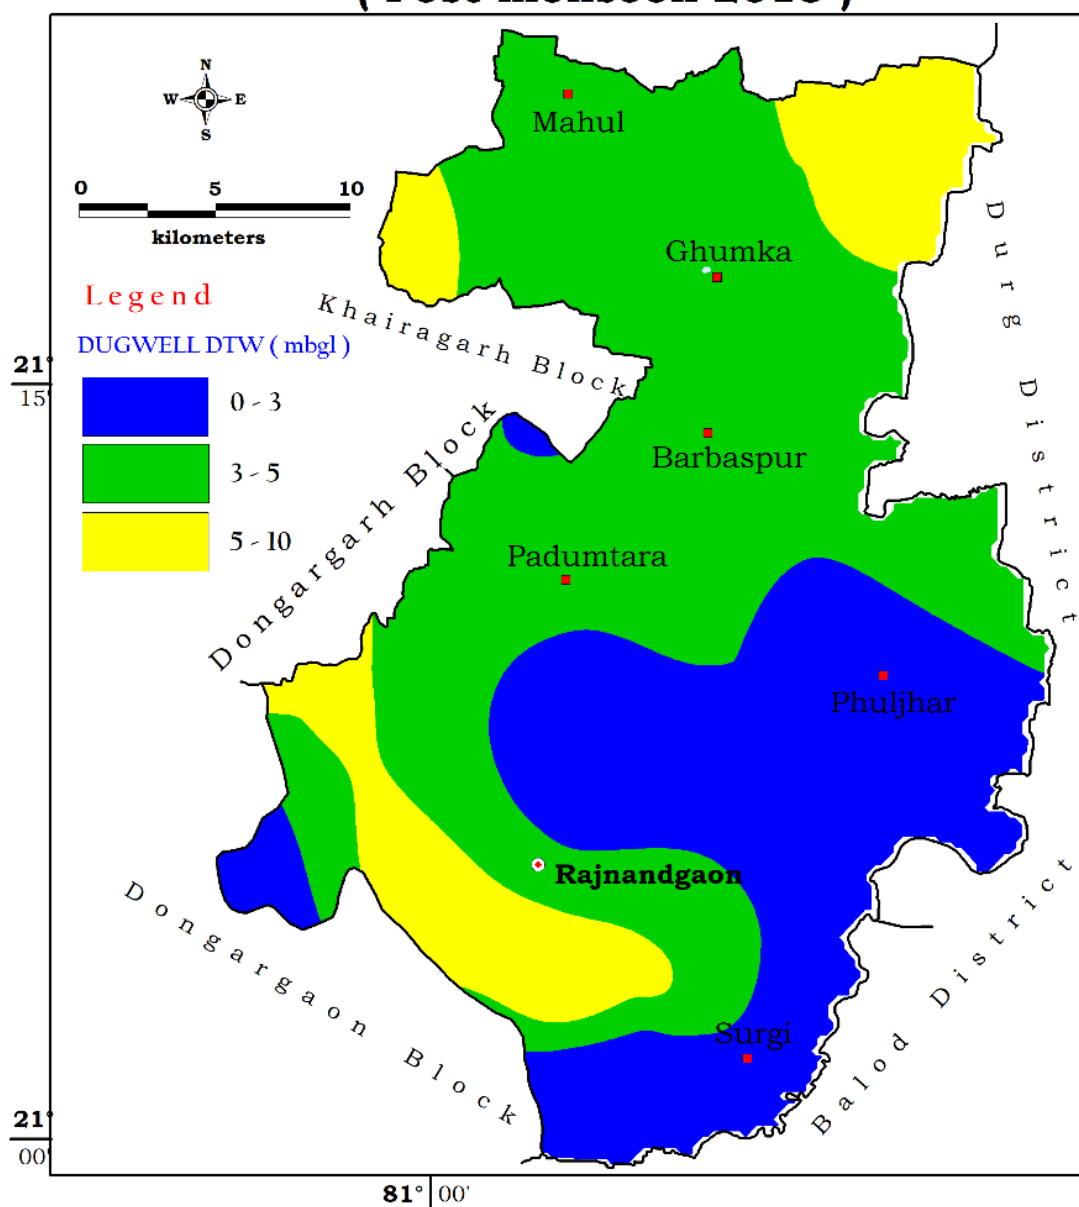 N
W E
S
0 5 10
kilometers
Legend
DUGWELL DTW ( mbgl )
0 - 3
3 - 5
5 - 10
Mahul
Ghumka
Khairagarh Block
Durg District
21°
15'
Barbaspur
Dongargarh Block
Padumtara
Phuljhar
Rajnandgaon
Dongargaon Block
Surgi
Balod District
21°
00'
81° 00'